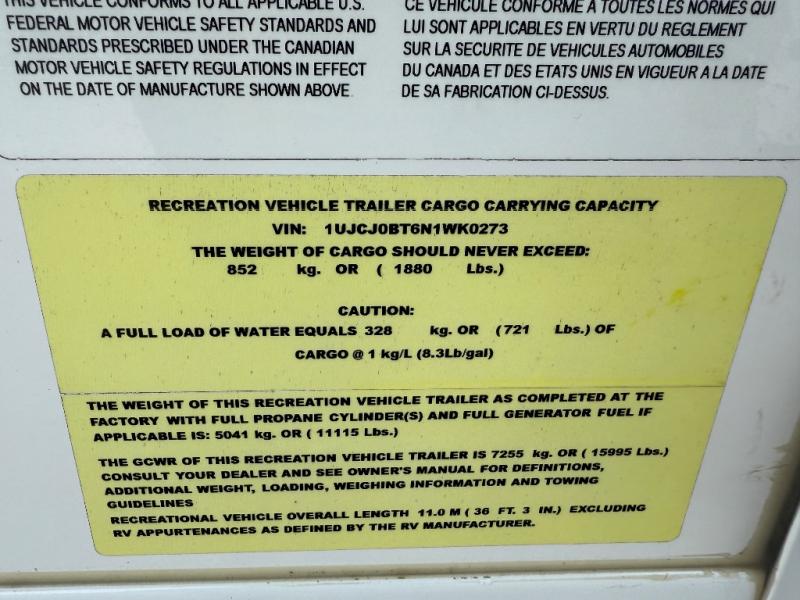 THIS VEHICLE CONFORMS TO ALL APPLICABLE U.S.
FEDERAL MOTOR VEHICLE SAFETY STANDARDS AND
STANDARDS PRESCRIBED UNDER THE CANADIAN
MOTOR VEHICLE SAFETY REGULATIONS IN EFFECT
ON THE DATE OF MANUFACTURE SHOWN ABOVE.
CE VEHICULE CONFORME A TOUTES LES NORMES QUI
LUI SONT APPLICABLES EN VERTU DU REGLEMENT
SUR LA SECURITE DE VEHICULES AUTOMOBILES
DU CANADA ET DES ETATS UNIS EN VIGUEUR A LA DATE
DE SA FABRICATION CI-DESSUS.
RECREATION VEHICLE TRAILER CARGO CARRYING CAPACITY
VIN: 1UJCJ0BT6N1WK0273
THE WEIGHT OF CARGO SHOULD NEVER EXCEED:
852 kg. OR ( 1880 Lbs.)
CAUTION:
A FULL LOAD OF WATER EQUALS 328 kg. OR (721 Lbs.) OF
CARGO @ 1 kg/L (8.3Lb/gal)
THE WEIGHT OF THIS RECREATION VEHICLE TRAILER AS COMPLETED AT THE
FACTORY WITH FULL PROPANE CYLINDER(S) AND FULL GENERATOR FUEL IF
APPLICABLE IS: 5041 kg. OR ( 11115 Lbs.)
THE GCWR OF THIS RECREATION VEHICLE TRAILER IS 7255 kg. OR ( 15995 Lbs.)
CONSULT YOUR DEALER AND SEE OWNER'S MANUAL FOR DEFINITIONS,
ADDITIONAL WEIGHT, LOADING, WEIGHING INFORMATION AND TOWING
GUIDELINES
RECREATIONAL VEHICLE OVERALL LENGTH 11.0 M ( 36 FT. 3 IN.) EXCLUDING
RV APPURTENANCES AS DEFINED BY THE RV MANUFACTURER.